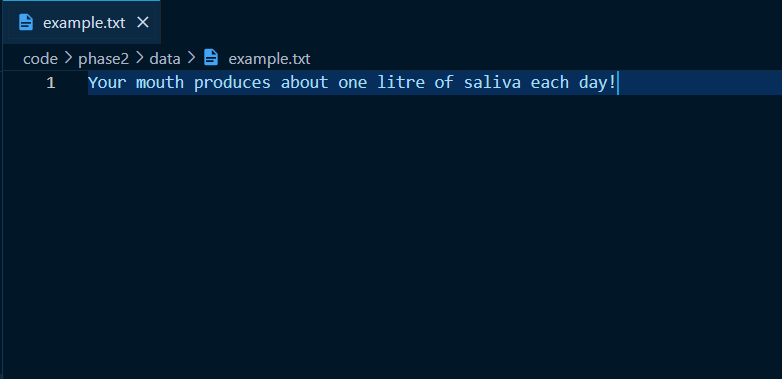 example.txt
code phase2 data example.txt
1 Your mouth produces about one litre of saliva each day!